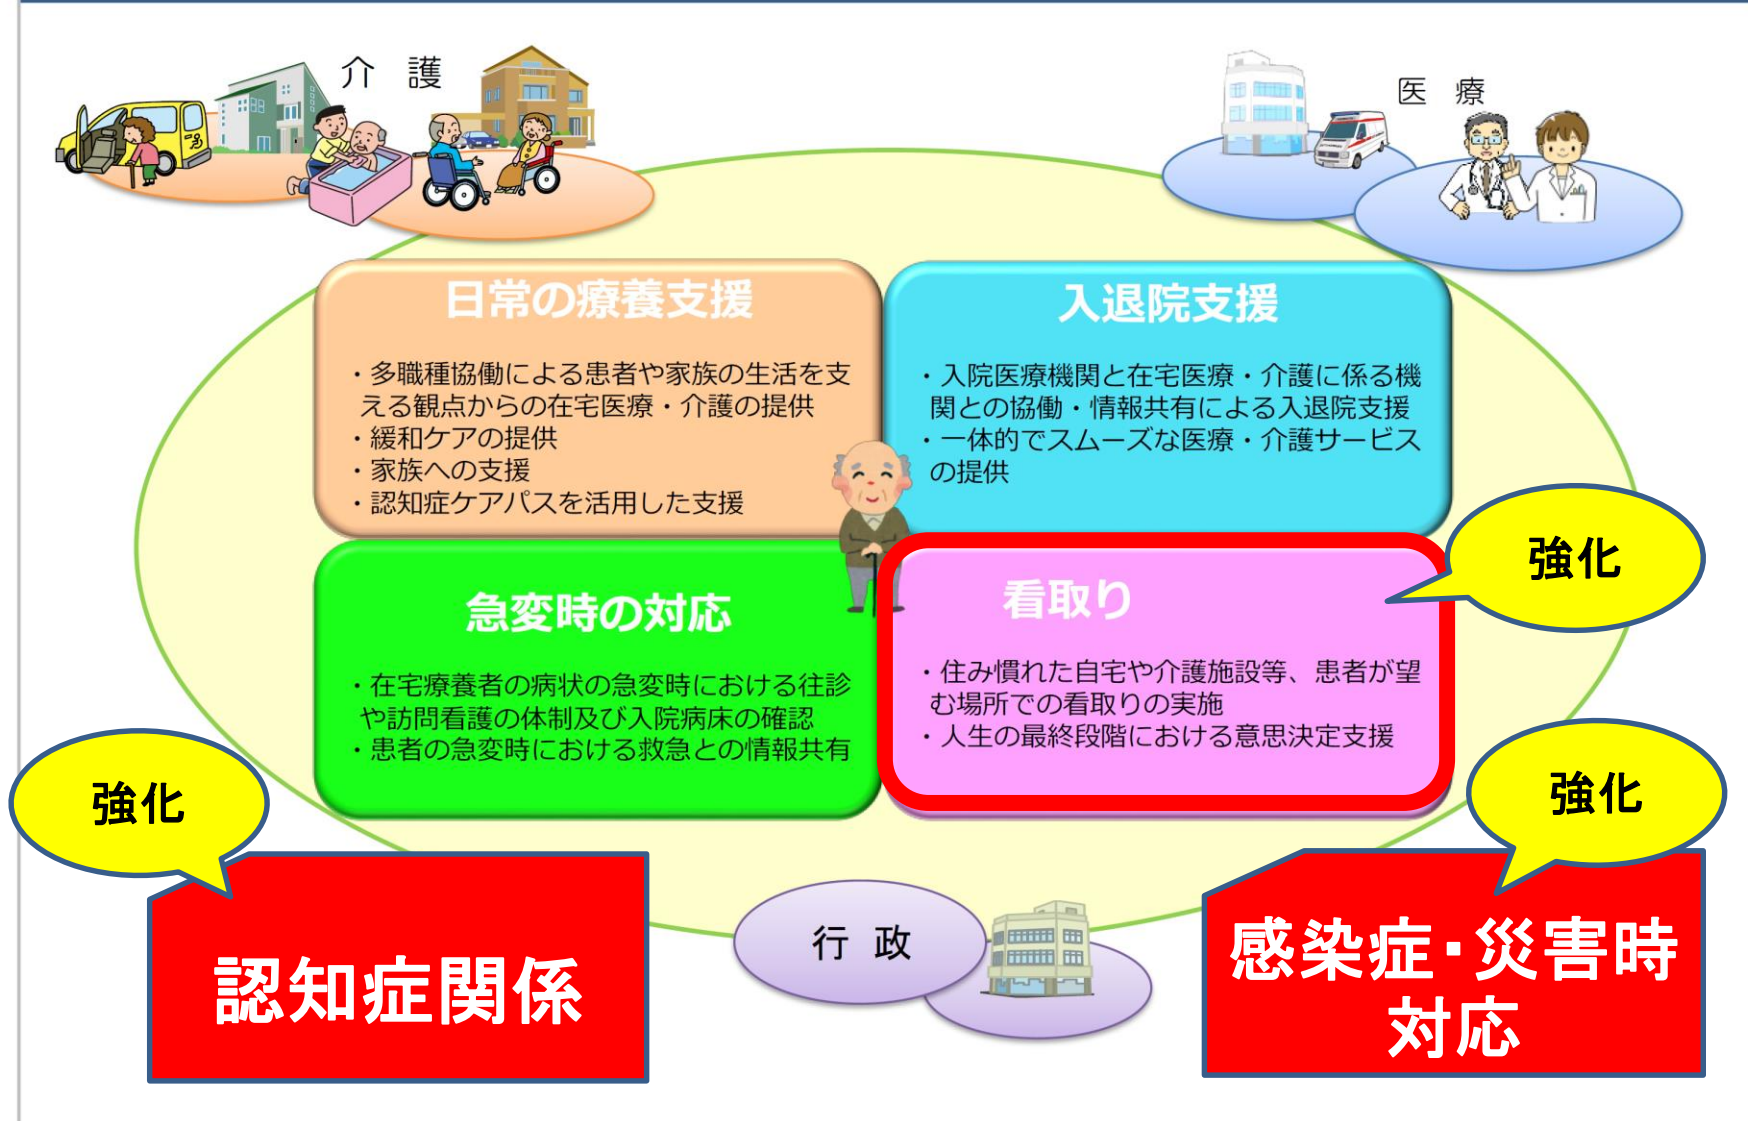 介 護
医 療
日常の療養支援
・多職種協働による患者や家族の生活を支
える観点からの在宅医療・介護の提供
・緩和ケアの提供
・家族への支援
・認知症ケアパスを活用した支援
入退院支援
・入院医療機関と在宅医療・介護に係る機
関との協働・情報共有による入退院支援
・一体的でスムーズな医療・介護サービス
の提供
急変時の対応
・在宅療養者の病状の急変時における往診
や訪問看護の体制及び入院病床の確認
・患者の急変時における救急との情報共有
看取り
・住み慣れた自宅や介護施設等、患者が望
む場所での看取りの実施
・人生の最終段階における意思決定支援
強化
強化
認知症関係
強化
感染症・災害時
対応
行 政